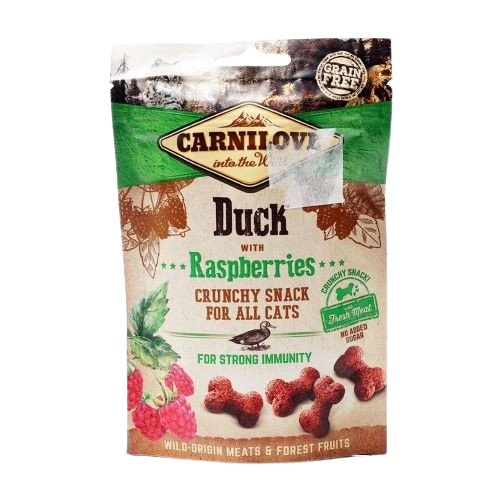 GRAIN
FREE
CARNILOVE
into the Wild
Duck
WITH
Raspberries
CRUNCHY SNACK
FOR ALL CATS
FOR STRONG IMMUNITY
CRUNCHY SNACK!
with
Fresh Meat
NO ADDED
SUGAR
WILD-ORIGIN MEATS & FOREST FRUITS